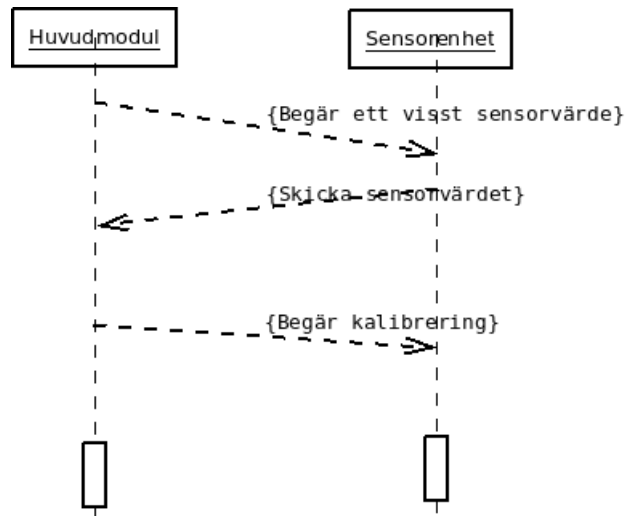 Huvudmodul
Sensorenhet
{Begär ett visst sensorvärde}
{Skicka sensorvärdet}
{Begär kalibrering}